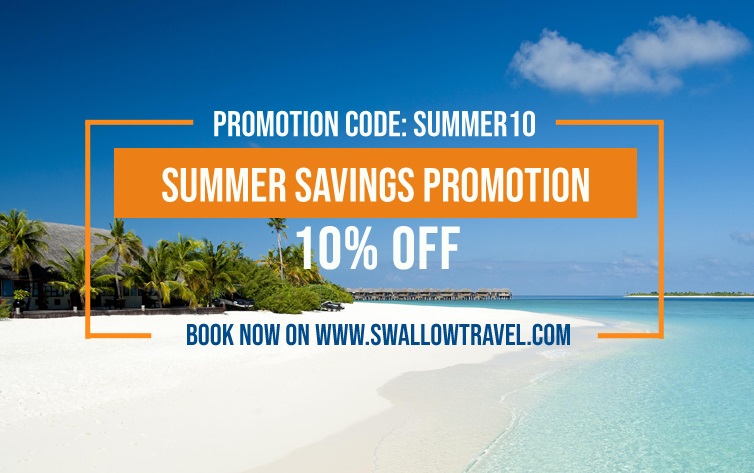 PROMOTION CODE: SUMMER10
SUMMER SAVINGS PROMOTION
10% OFF
BOOK NOW ON WWW.SWALLOWTRAVEL.COM